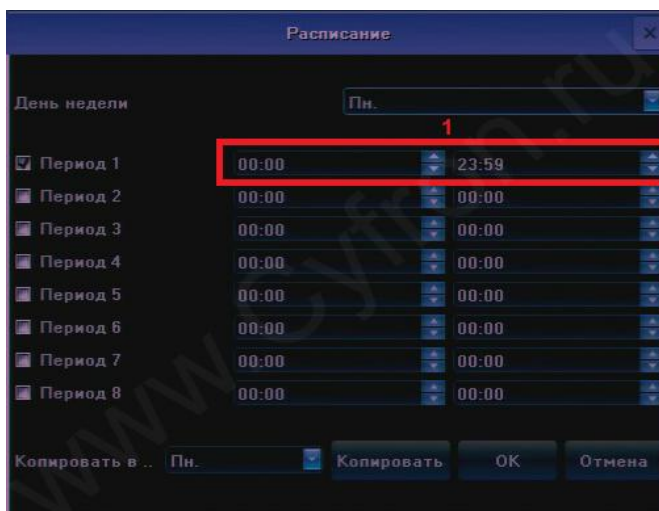 Расписание
День недели Пн.
1
Период 1 00:00 23:59
Период 2 00:00 00:00
Период 3 00:00 00:00
Период 4 00:00 00:00
Период 5 00:00 00:00
Период 6 00:00 00:00
Период 7 00:00 00:00
Период 8 00:00 00:00
Копировать в .. Пн. Копировать OK Отмена
www.Cyfron.ru